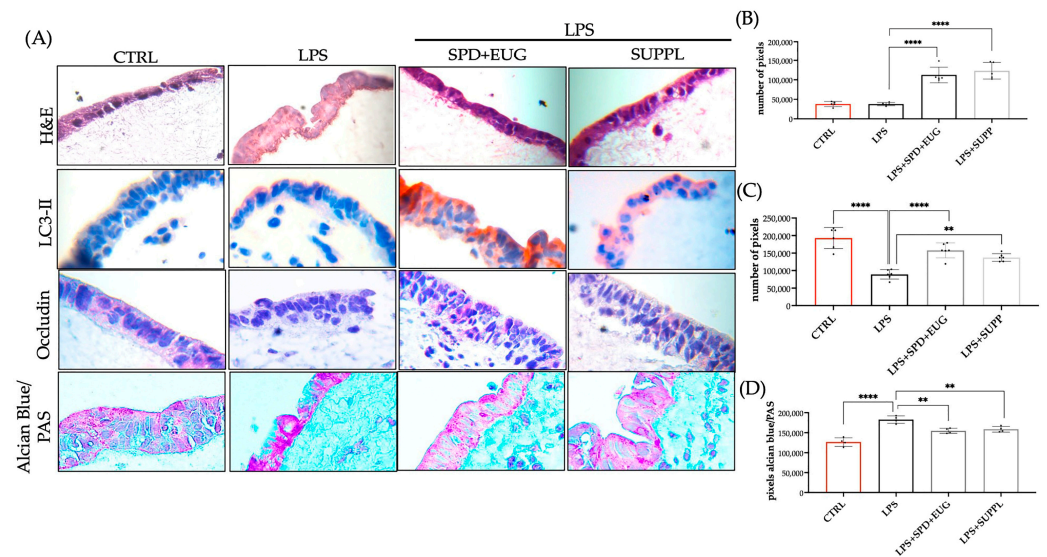 (A)
LPS
CTRL
LPS
SPD+EUG
SUPPL
H&E
LC3-II
Occludin
Alcian Blue/
PAS
(B)
****
****
number of pixels
200,000
150,000
100,000
50,000
0
CTRL
LPS
LPS+SPD+EUG
LPS+SUPP
(C)
****
****
**
number of pixels
250,000
200,000
150,000
100,000
50,000
0
CTRL
LPS
LPS+SPD+EUG
LPS+SUPP
(D)
****
**
**
pixels alcian blue/PAS
200,000
150,000
100,000
50,000
0
CTRL
LPS
LPS+SPD+EUG
LPS+SUPPL